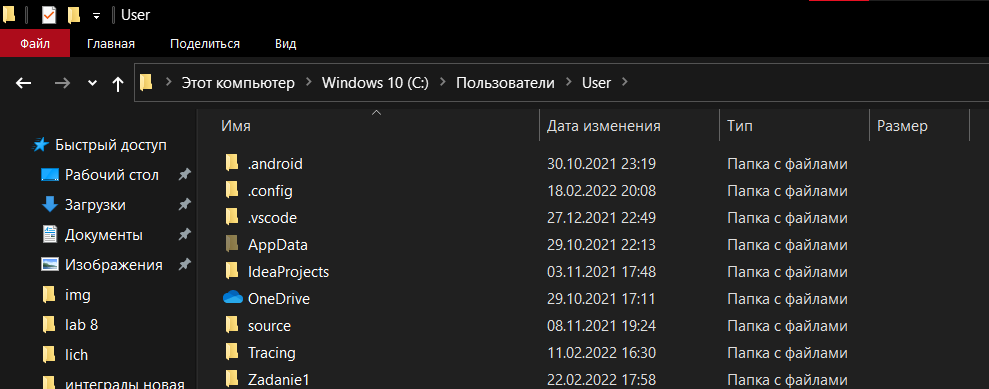 User
Файл Главная Поделиться Вид
Этот компьютер Windows 10 (C:) Пользователи User
Имя Дата изменения Тип Размер
Быстрый доступ
Рабочий стол
Загрузки
Документы
Изображения
img
lab 8
lich
интегралы новая
.android 30.10.2021 23:19 Папка с файлами
.config 18.02.2022 20:08 Папка с файлами
.vscode 27.12.2021 22:49 Папка с файлами
AppData 29.10.2021 22:13 Папка с файлами
IdeaProjects 03.11.2021 17:48 Папка с файлами
OneDrive 29.10.2021 17:11 Папка с файлами
source 08.11.2021 19:24 Папка с файлами
Tracing 11.02.2022 16:30 Папка с файлами
Zadanie1 22.02.2022 17:58 Папка с файлами